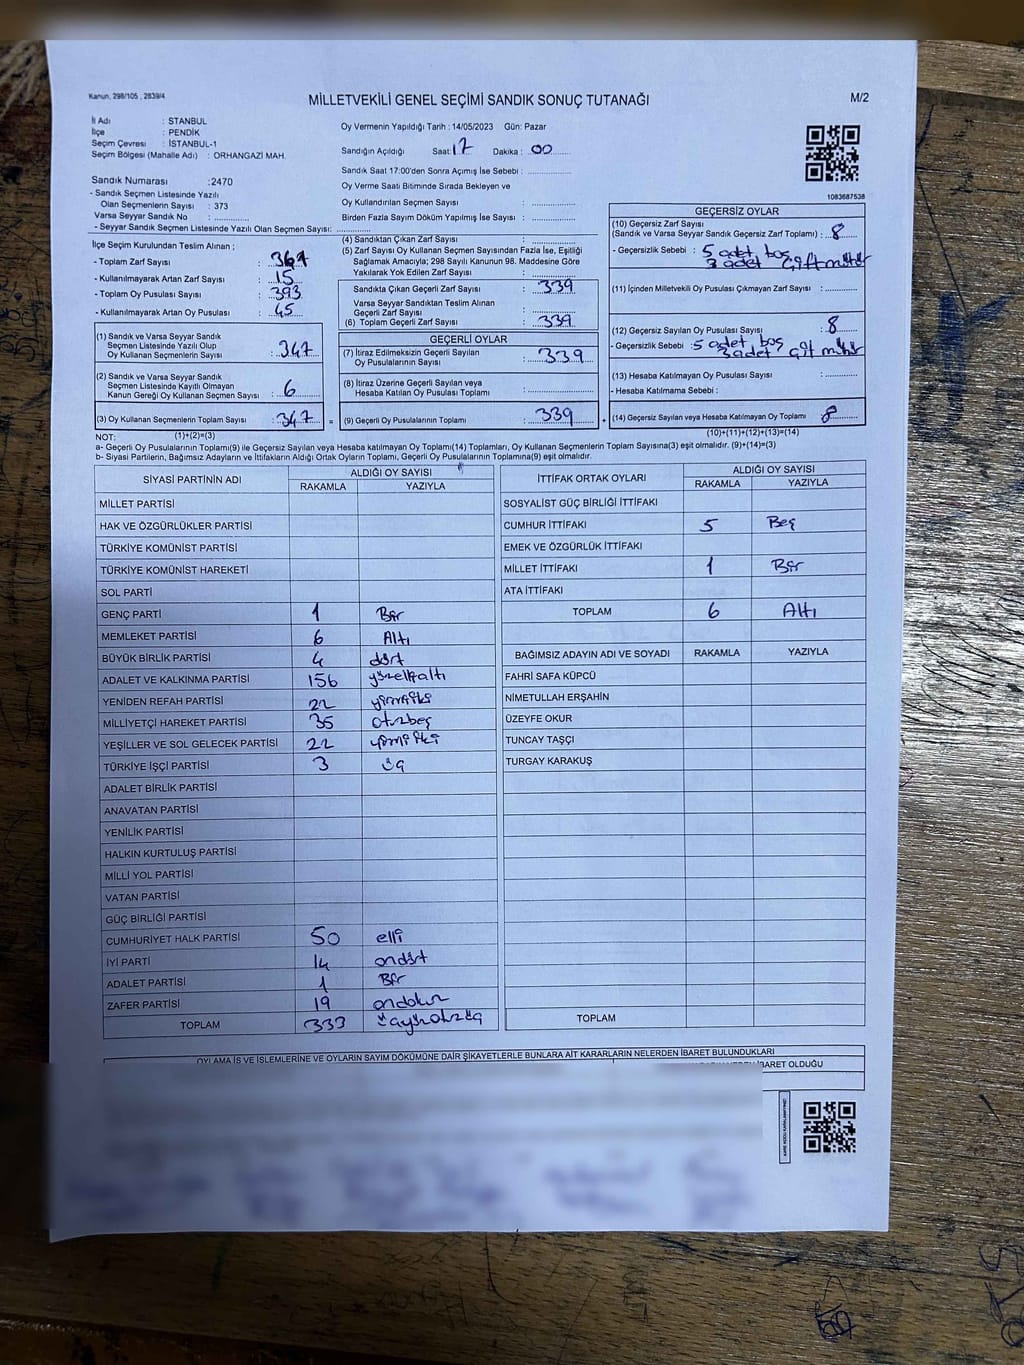 Kanun, 298/105 , 2839/4
MİLLETVEKİLİ GENEL SEÇİMİ SANDIK SONUÇ TUTANAĞI
M/2
İl Adı : STANBUL
İlçe : PENDİK
Seçim Çevresi : İSTANBUL-1
Seçim Bölgesi (Mahalle Adı) : ORHANGAZİ MAH.
Oy Vermenin Yapıldığı Tarih : 14/05/2023 Gün: Pazar
Sandığın Açıldığı Saat: 17 Dakika : 00
Sandık Saat 17:00'den Sonra Açımış İse Sebebi :
Oy Verme Saati Bitiminde Sırada Bekleyen ve
Oy Kullandırılan Seçmen Sayısı :
Birden Fazla Sayım Döküm Yapılmış İse Sayısı :
1083687538
Sandık Numarası :2470
- Sandık Seçmen Listesinde Yazılı
Olan Seçmenlerin Sayısı : 373
Varsa Seyyar Sandık No :
- Seyyar Sandık Seçmen Listesinde Yazılı Olan Seçmen Sayısı:
İlçe Seçim Kurulundan Teslim Alınan ;
- Toplam Zarf Sayısı :
- Kullanılmayarak Artan Zarf Sayısı : 15
- Toplam Oy Pusulası Sayısı : 393
- Kullanılmayarak Artan Oy Pusulası : 45
(1) Sandık ve Varsa Seyyar Sandık
Seçmen Listesinde Yazılı Olup
Oy Kullanan Seçmenlerin Sayısı : 347
(2) Sandık ve Varsa Seyyar Sandık
Seçmen Listesinde Kayıtlı Olmayan
Kanun Gereği Oy Kullanan Seçmen Sayısı : 6
(3) Oy Kullanan Seçmenlerin Toplam Sayısı : 347
(4) Sandıktan Çıkan Zarf Sayısı :
(5) Zarf Sayısı Oy Kullanan Seçmen Sayısından Fazla İse, Eşitliği
Sağlamak Amacıyla; 298 Sayılı Kanunun 98. Maddesine Göre
Yakılarak Yok Edilen Zarf Sayısı :
Sandıkta Çıkan Geçerli Zarf Sayısı : 339
Varsa Seyyar Sandıktan Teslim Alınan
Geçerli Zarf Sayısı :
(6) Toplam Geçerli Zarf Sayısı : 339
GEÇERLİ OYLAR
(7) İtiraz Edilmeksizin Geçerli Sayılan
Oy Pusulalarının Sayısı : 339
(8) İtiraz Üzerine Geçerli Sayılan veya
Hesaba Katılan Oy Pusulası Toplamı :
= (9) Geçerli Oy Pusulalarının Toplamı : 339
GEÇERSİZ OYLAR
(10) Geçersiz Zarf Sayısı
(Sandık ve Varsa Seyyar Sandık Geçersiz Zarf Toplamı) : 8
- Geçersizlik Sebebi : 5 adet boş
3 adet çift mühür
(11) İçinden Milletvekili Oy Pusulası Çıkmayan Zarf Sayısı :
(12) Geçersiz Sayılan Oy Pusulası Sayısı : 8
- Geçersizlik Sebebi :5 adet boş
3 adet çift mühür
(13) Hesaba Katılmayan Oy Pusulası Sayısı :
- Hesaba Katılmama Sebebi :
+ (14) Geçersiz Sayılan veya Hesaba Katılmayan Oy Toplamı : 8
NOT: (1)+(2)=(3)
(10)+(11)+(12)+(13)=(14)
a- Geçerli Oy Pusulalarının Toplamı(9) ile Geçersiz Sayılan veya Hesaba katılmayan Oy Toplamı(14) Toplamları, Oy Kullanan Seçmenlerin Toplam Sayısına(3) eşit olmalıdır. (9)+(14)=(3)
b- Siyasi Partilerin, Bağımsız Adayların ve İttifakların Aldığı Ortak Oyların Toplamı, Geçerli Oy Pusulalarının Toplamına(9) eşit olmalıdır.
SİYASİ PARTİNİN ADI ALDIĞI OY SAYISI
RAKAMLA YAZIYLA
MİLLET PARTİSİ
HAK VE ÖZGÜRLÜKLER PARTİSİ
TÜRKİYE KOMÜNİST PARTİSİ
TÜRKİYE KOMÜNİST HAREKETİ
SOL PARTİ
GENÇ PARTİ 1 Bir
MEMLEKET PARTİSİ 6 Altı
BÜYÜK BİRLİK PARTİSİ 4 dört
ADALET VE KALKINMA PARTİSİ 156 yüzellialtı
YENİDEN REFAH PARTİSİ 22 yirmiiki
MİLLİYETÇİ HAREKET PARTİSİ 35 otuzbeş
YEŞİLLER VE SOL GELECEK PARTİSİ 22 yirmiiki
TÜRKİYE İŞÇİ PARTİSİ 3 üç
ADALET BİRLİK PARTİSİ
ANAVATAN PARTİSİ
YENİLİK PARTİSİ
HALKIN KURTULUŞ PARTİSİ
MİLLİ YOL PARTİSİ
VATAN PARTİSİ
GÜÇ BİRLİĞİ PARTİSİ
CUMHURİYET HALK PARTİSİ 50 elli
İYİ PARTİ 14 ondört
ADALET PARTİSİ 1 Bir
ZAFER PARTİSİ 19 ondokuz
TOPLAM 333 üçyüzotuzüç
İTTİFAK ORTAK OYLARI ALDIĞI OY SAYISI
RAKAMLA YAZIYLA
SOSYALİST GÜÇ BİRLİĞİ İTTİFAKI
CUMHUR İTTİFAKI 5 Beş
EMEK VE ÖZGÜRLÜK İTTİFAKI
MİLLET İTTİFAKI 1 Bir
ATA İTTİFAKI
TOPLAM 6 Altı
BAĞIMSIZ ADAYIN ADI VE SOYADI RAKAMLA YAZIYLA
FAHRİ SAFA KÜPCÜ
NİMETULLAH ERŞAHİN
ÜZEYFE OKUR
TUNCAY TAŞÇI
TURGAY KARAKUŞ
TOPLAM
OYLAMA İŞ VE İŞLEMLERİNE VE OYLARIN SAYIM DÖKÜMÜNE DAİR ŞİKAYETLERLE BUNLARA AİT KARARLARIN NELERDEN İBARET BULUNDUKLARI
İBARET OLDUĞU